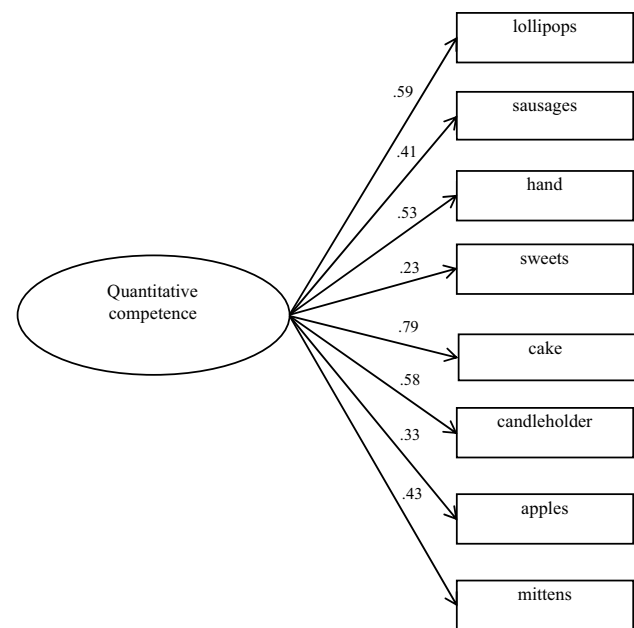 lollipops
.59
sausages
.41
hand
.53
sweets
.23
Quantitative
competence
.79
cake
.58
candleholder
.33
apples
.43
mittens